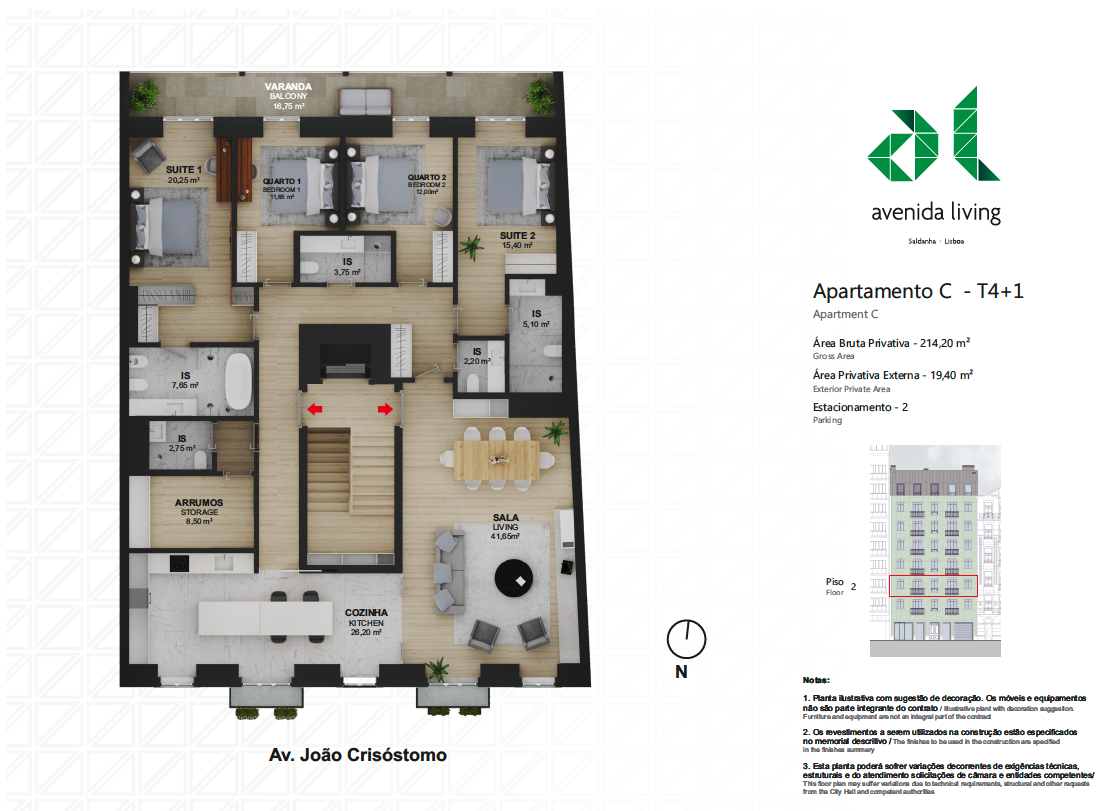 VARANDA
BALCONY
16,75 m²
SUITE 1
20,25 m²
QUARTO 1
BEDROOM 1
11,65 m²
QUARTO 2
BEDROOM 2
12,00m²
SUITE 2
15,40 m²
IS
3,75 m²
IS
5,10 m²
IS
2,20 m²
IS
7,65 m²
IS
2,75 m²
ARRUMOS
STORAGE
8,50 m²
SALA
LIVING
41,65m²
COZINHA
KITCHEN
26,20 m²
N
Av. João Crisóstomo
avenida living
Saldanha · Lisboa
Apartamento C - T4+1
Apartment C
Área Bruta Privativa - 214,20 m²
Gross Area
Área Privativa Externa - 19,40 m²
Exterior Private Area
Estacionamento - 2
Parking
Piso 2
Floor
Notas:
1. Planta ilustrativa com sugestão de decoração. Os móveis e equipamentos
não são parte integrante do contrato / Illustrative plant with decoration suggestion.
Furniture and equipment are not an integral part of the contract
2. Os revestimentos a serem utilizados na construção estão especificados
no memorial descritivo / The finishes to be used in the construction are specified
in the finishes summary
3. Esta planta poderá sofrer variações decorrentes de exigências técnicas,
estruturais e do atendimento solicitações de câmara e entidades competentes/
This floor plan may suffer variations due to technical requirements, structural and other requests
from the City Hall and competent authorities